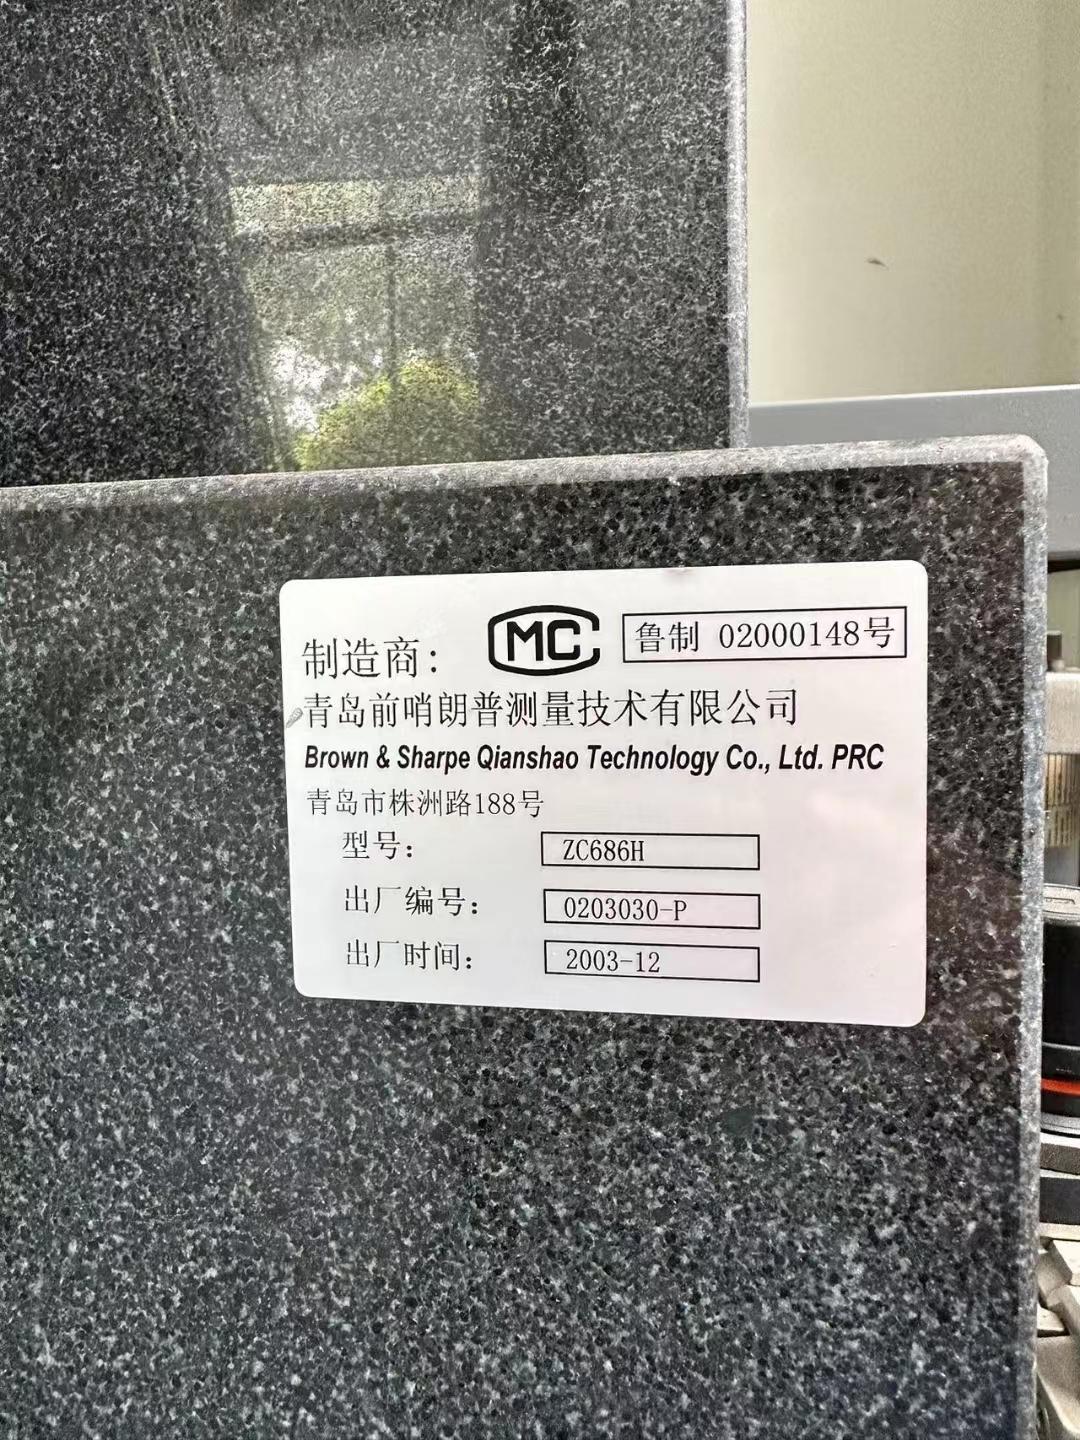 制造商: MC 鲁制 02000148号
青岛前哨朗普测量技术有限公司
Brown & Sharpe Qianshao Technology Co., Ltd. PRC
青岛市株洲路188号
型号: ZC686H
出厂编号: 0203030-P
出厂时间: 2003-12